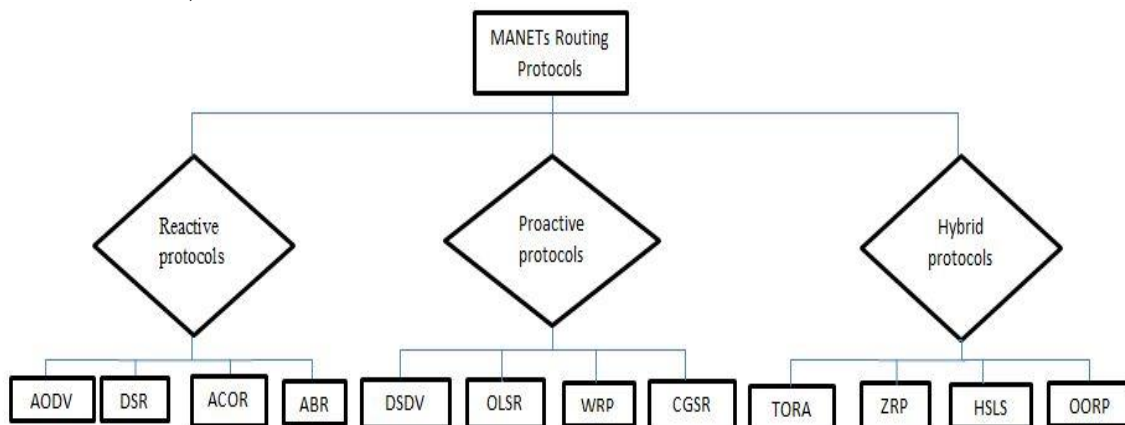 MANETs Routing
Protocols
Reactive
protocols
Proactive
protocols
Hybrid
protocols
AODV
DSR
ACOR
ABR
DSDV
OLSR
WRP
CGSR
TORA
ZRP
HSLS
OORP